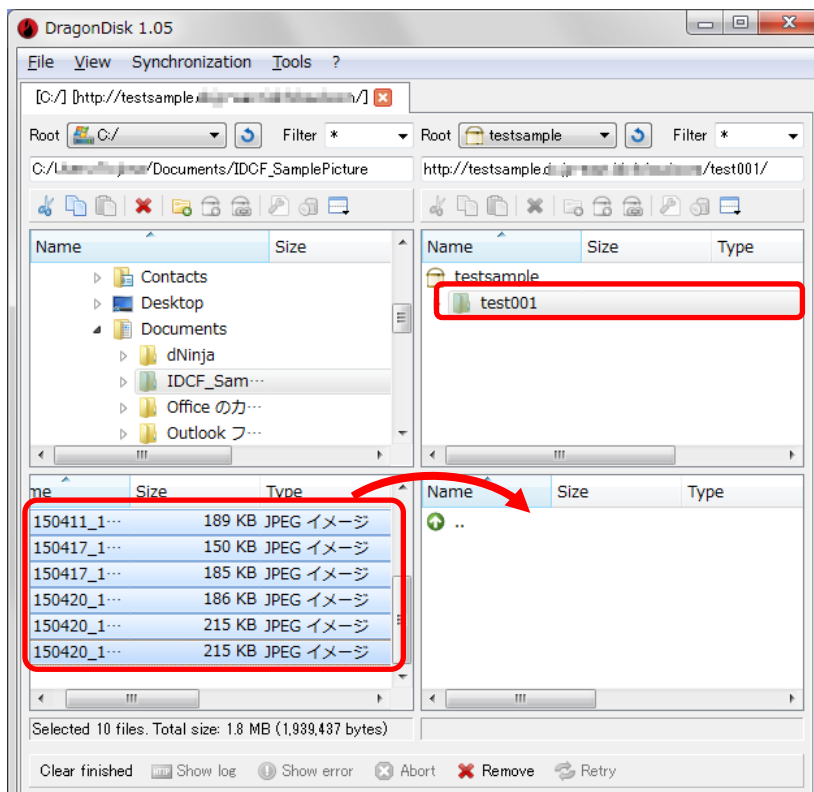 DragonDisk 1.05
File View Synchronization Tools ?
[C:/] [http://testsample. /]
Root C:/ Filter *
Root testsample Filter *
C:/ /Documents/IDCF_SamplePicture
http://testsample. /test001/
Name Size
Name Size Type
Contacts
Desktop
Documents
dNinja
IDCF_Sam…
Office のカ…
Outlook フ…
testsample
test001
me Size Type
150411_1… 189 KB JPEG イメージ
150417_1… 150 KB JPEG イメージ
150417_1… 185 KB JPEG イメージ
150420_1… 186 KB JPEG イメージ
150420_1… 215 KB JPEG イメージ
150420_1… 215 KB JPEG イメージ
Name Size Type
..
Selected 10 files. Total size: 1.8 MB (1,939,437 bytes)
Clear finished Show log Show error Abort Remove Retry